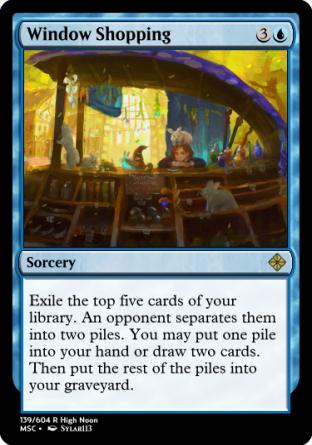 Window Shopping 3
Sorcery
Exile the top five cards of your
library. An opponent separates them
into two piles. You may put one pile
into your hand or draw two cards.
Then put the rest of the piles into
your graveyard.
139/604 R High Noon
MSC • Sylar113